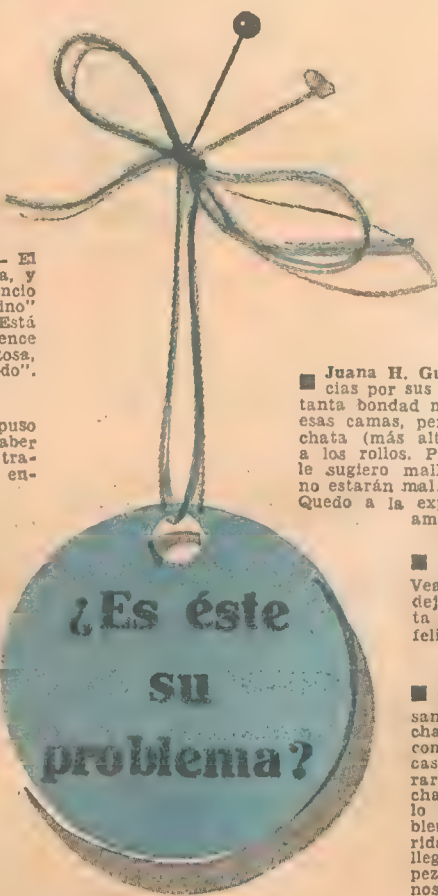 — El
a, y
ncio
ino"
Está
ence
tosa,
do".
puso
aber
tra-
en-
¿Es éste
su
problema?
■ Juana H. Gu
cias por sus
tanta bondad n
esas camas, per
chata (más alt
a los rollos. P
le sugiero mall
no estarán mal.
Quedo a la ex
am
■
Vea
dej
ta
feli
■
san
cha
con
cas
rar
cha
lo
bleu
rida
lleg
pez
nos